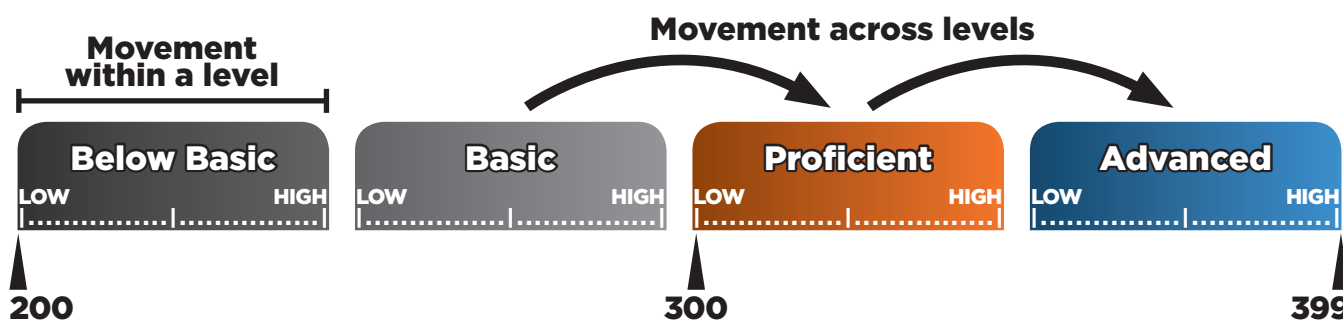 Movement across levels
Movement
within a level
Below Basic
Basic
Proficient
Advanced
LOW HIGH LOW HIGH LOW HIGH LOW HIGH
200 300 399